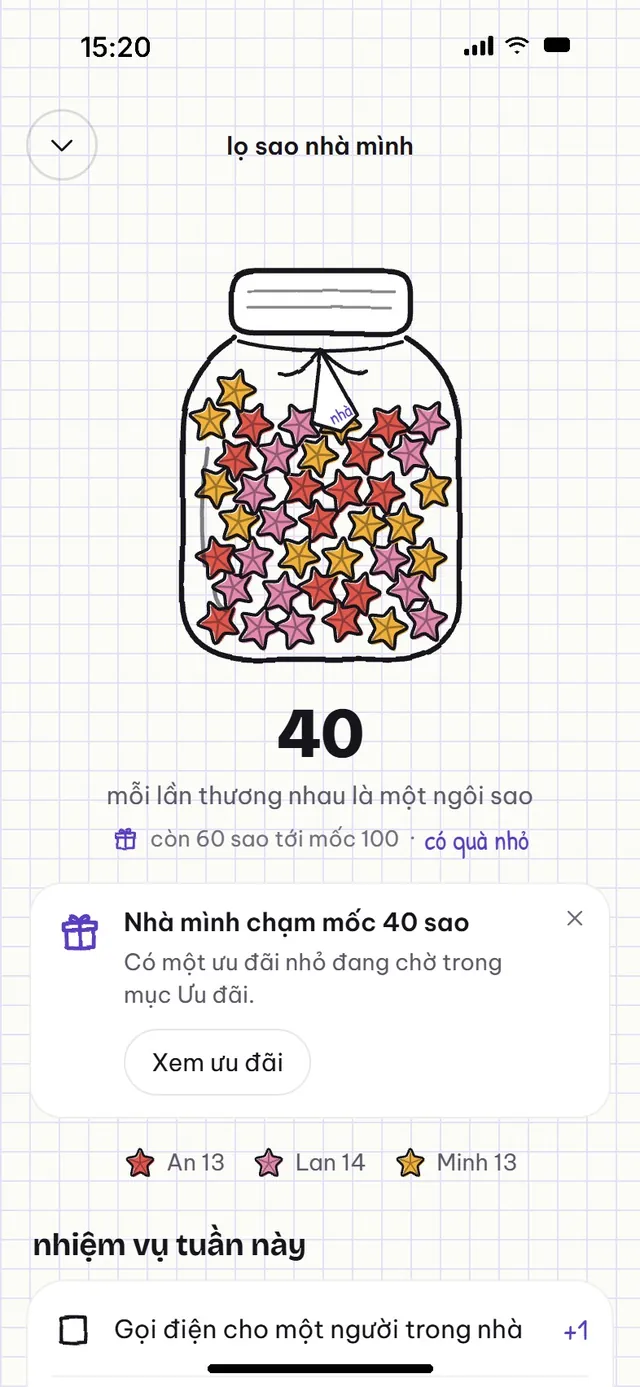 15:20
lọ sao nhà mình
nhà
40
mỗi lần thương nhau là một ngôi sao
còn 60 sao tới mốc 100 · có quà nhỏ
Nhà mình chạm mốc 40 sao
Có một ưu đãi nhỏ đang chờ trong
mục Ưu đãi.
Xem ưu đãi
An 13 Lan 14 Minh 13
nhiệm vụ tuần này
Gọi điện cho một người trong nhà +1